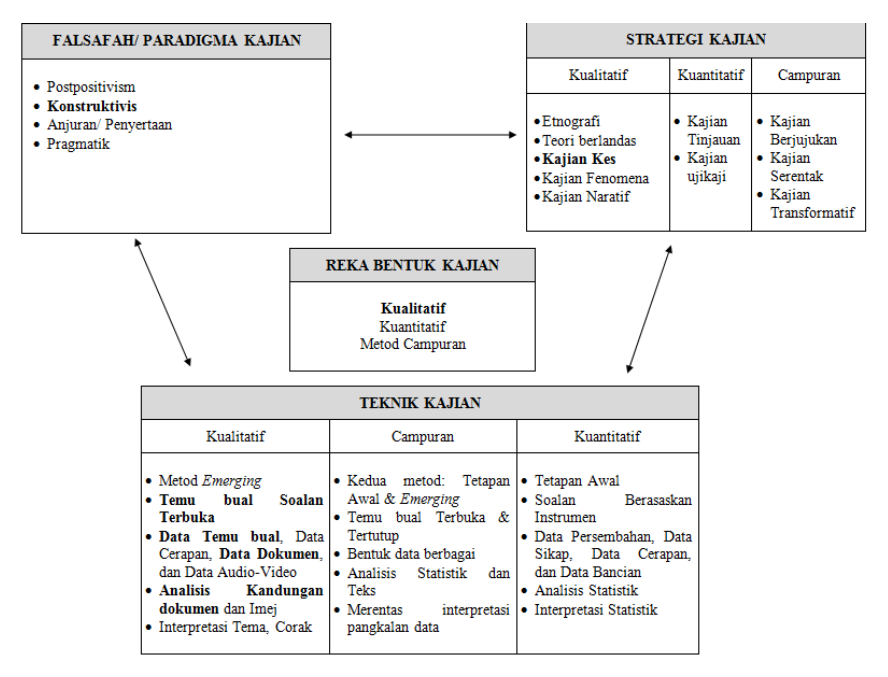 FALSAFAH/ PARADIGMA KAJIAN
• Postpositivism
• Konstruktivis
• Anjuran/ Penyertaan
• Pragmatik
STRATEGI KAJIAN
Kualitatif
• Etnografi
• Teori berlandas
• Kajian Kes
• Kajian Fenomena
• Kajian Naratif
Kuantitatif
• Kajian
Tinjauan
• Kajian
ujikaji
Campuran
• Kajian
Berjujukan
• Kajian
Serentak
• Kajian
Transformatif
REKA BENTUK KAJIAN
Kualitatif
Kuantitatif
Metod Campuran
TEKNIK KAJIAN
Kualitatif
• Metod Emerging
• Temu bual Soalan
Terbuka
• Data Temu bual, Data
Cerapan, Data Dokumen,
dan Data Audio-Video
• Analisis Kandungan
dokumen dan Imej
• Interpretasi Tema, Corak
Campuran
• Kedua metod: Tetapan
Awal & Emerging
• Temu bual Terbuka &
Tertutup
• Bentuk data berbagai
• Analisis Statistik dan
Teks
• Merentas interpretasi
pangkalan data
Kuantitatif
• Tetapan Awal
• Soalan Berasaskan
Instrumen
• Data Persembahan, Data
Sikap, Data Cerapan,
dan Data Bancian
• Analisis Statistik
• Interpretasi Statistik